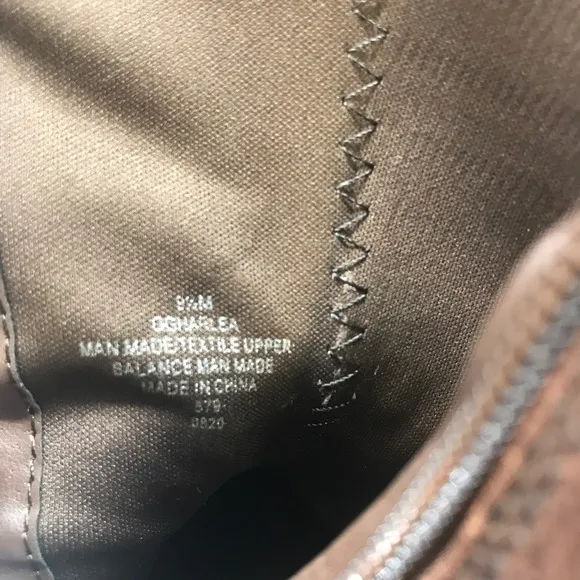 9½M
GGHARLEA
MAN MADE/TEXTILE UPPER
BALANCE MAN MADE
MADE IN CHINA
579
0820